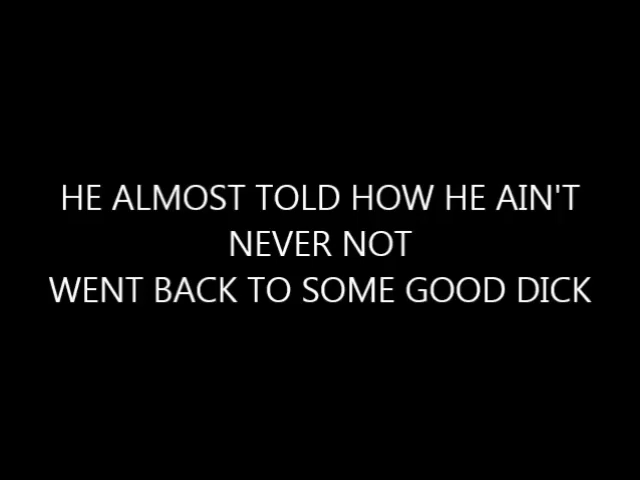 HE ALMOST TOLD HOW HE AIN'T
NEVER NOT
WENT BACK TO SOME GOOD DICK